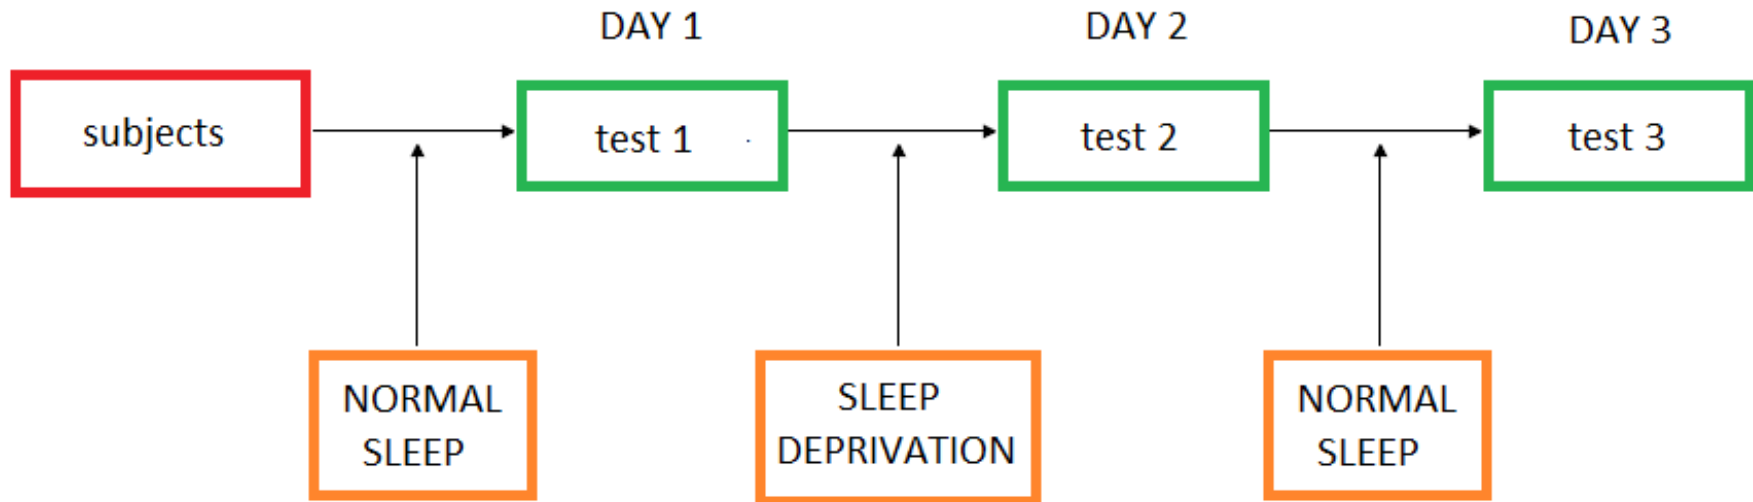 DAY 1
DAY 2
DAY 3
subjects
test 1
test 2
test 3
NORMAL
SLEEP
SLEEP
DEPRIVATION
NORMAL
SLEEP